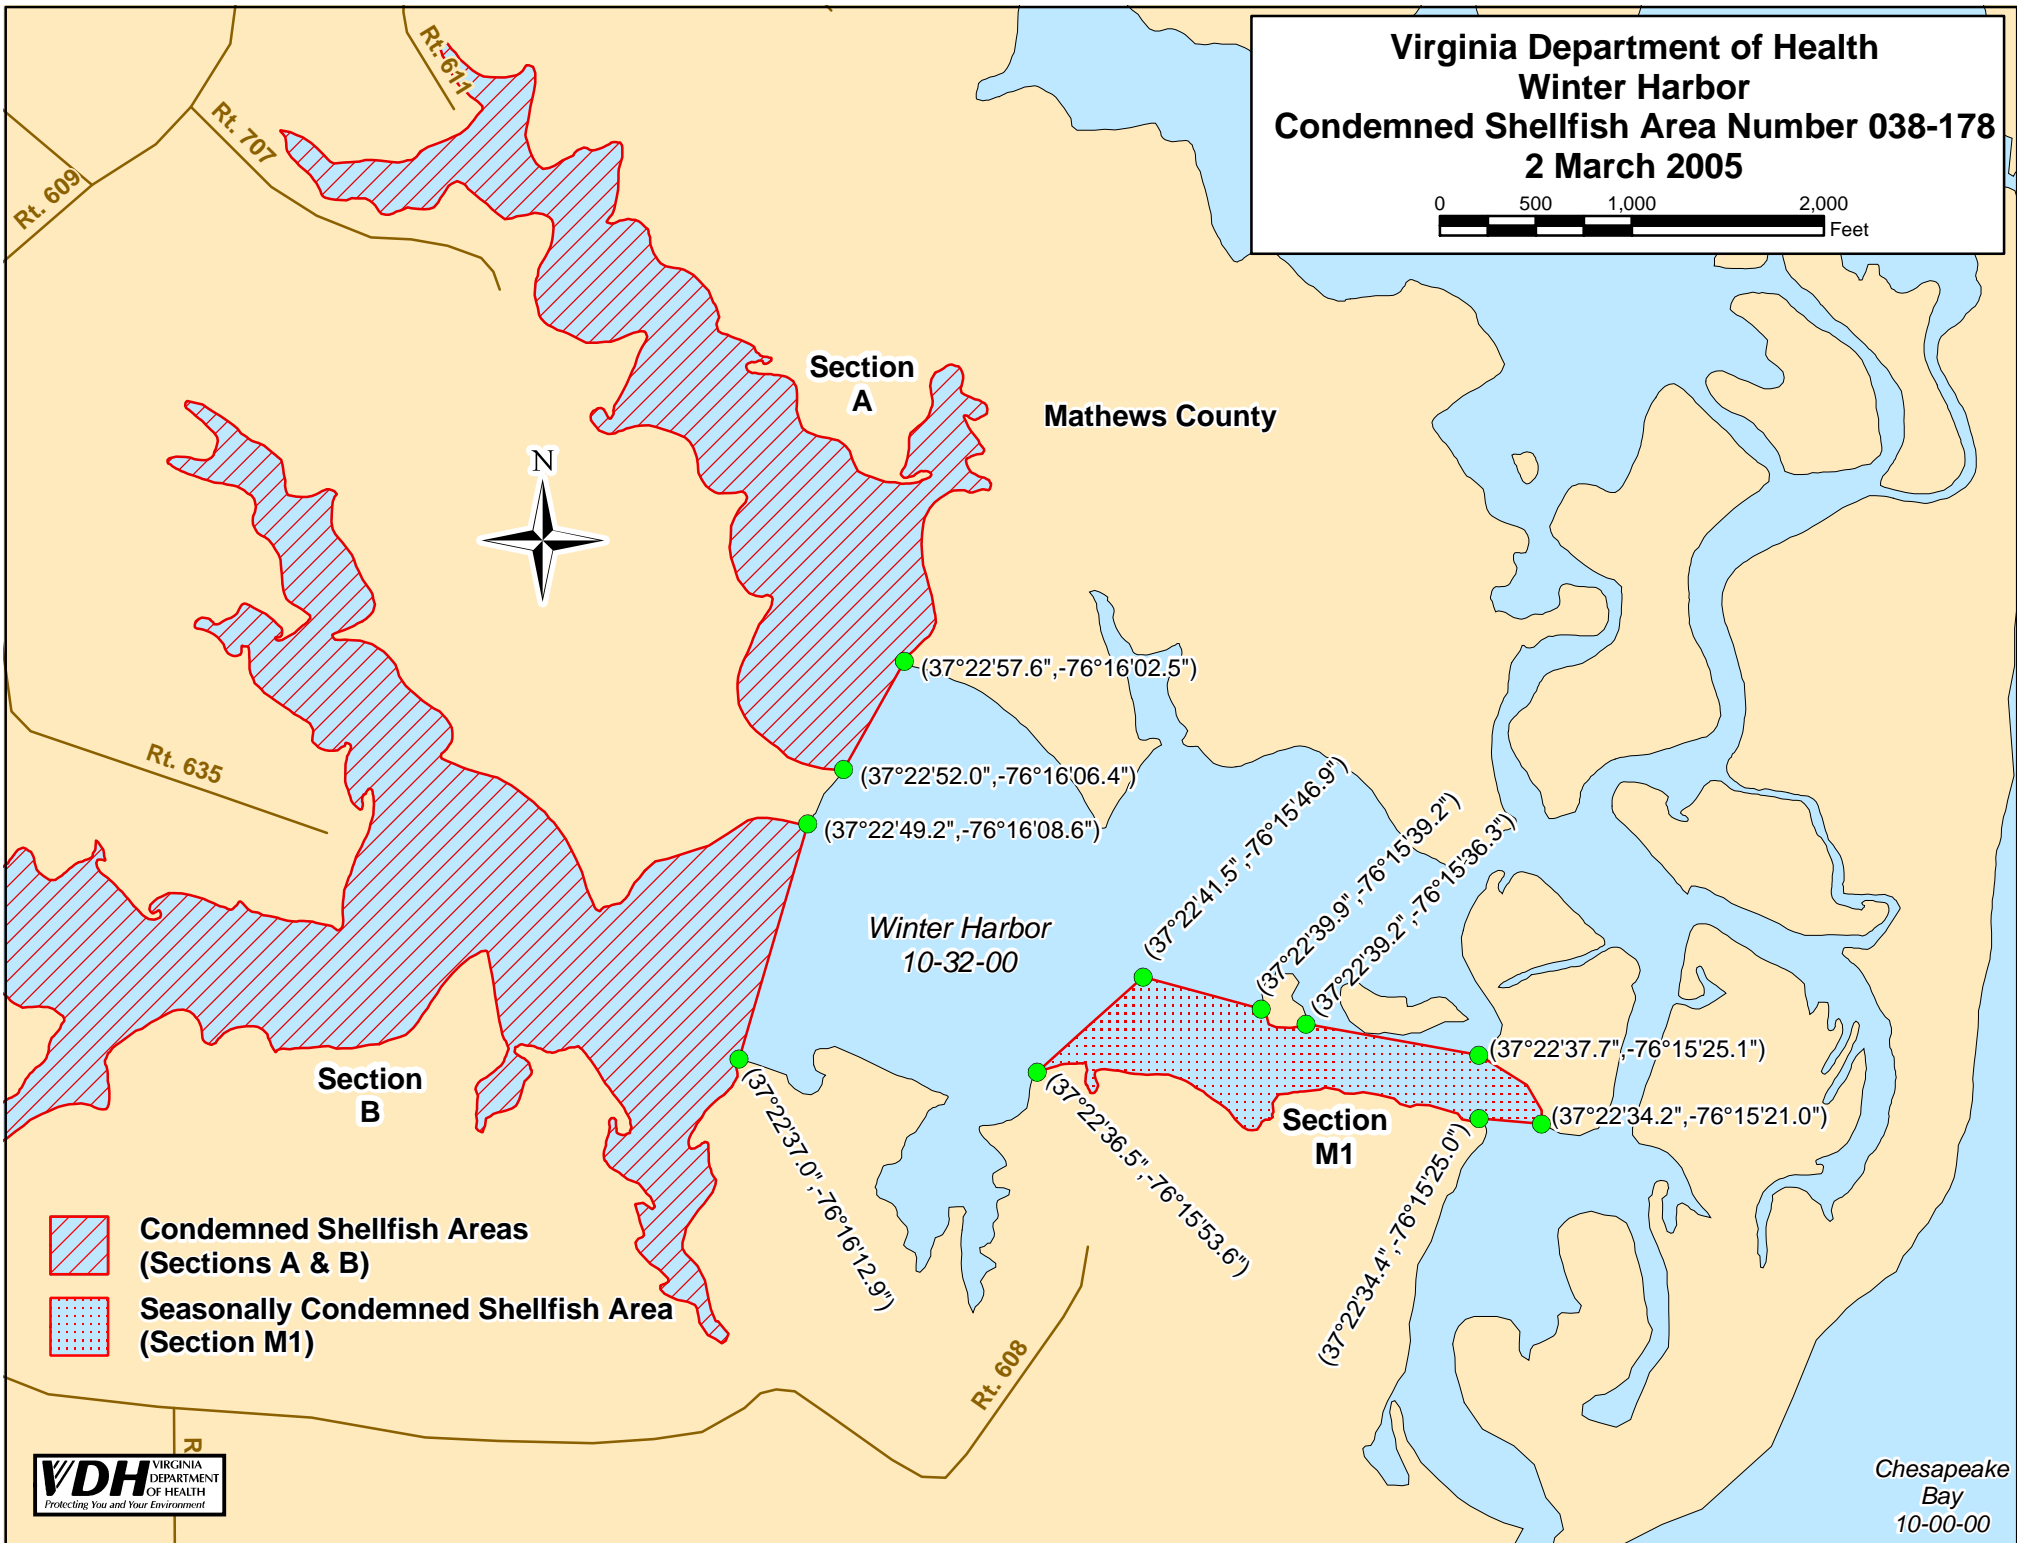 Virginia Department of Health
Winter Harbor
Condemned Shellfish Area Number 038-178
2 March 2005
0 500 1,000 2,000
Feet
Rt. 611
Rt. 707
Rt. 609
Section
A
Mathews County
N
(37°22'57.6",-76°16'02.5")
Rt. 635
(37°22'52.0",-76°16'06.4")
(37°22'49.2",-76°16'08.6")
(37°22'41.5",-76°15'46.9")
(37°22'39.9",-76°15'39.2")
(37°22'39.2",-76°15'36.3")
Winter Harbor
10-32-00
(37°22'37.7",-76°15'25.1")
Section
B
(37°22'37.0",-76°16'12.9")
(37°22'36.5",-76°15'53.6")
Section
M1
(37°22'34.2",-76°15'21.0")
(37°22'34.4",-76°15'25.0")
Condemned Shellfish Areas
(Sections A & B)
Seasonally Condemned Shellfish Area
(Section M1)
Rt. 608
R
VDH
VIRGINIA
DEPARTMENT
OF HEALTH
Protecting You and Your Environment
Chesapeake
Bay
10-00-00